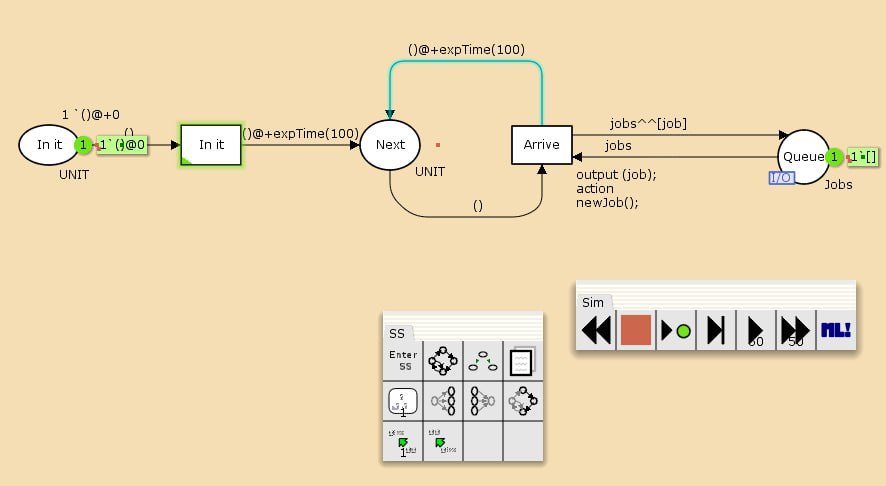 ()@+expTime(100)
1`()@+0
()
In it
1
1`()@0
In it
()@+expTime(100)
Next
UNIT
UNIT
()
Arrive
jobs^^[job]
jobs
output (job);
action
newJob();
Queue
1
1`[]
I/O
Jobs
Sim
50
50
ML!
SS
Enter
SS
1
1